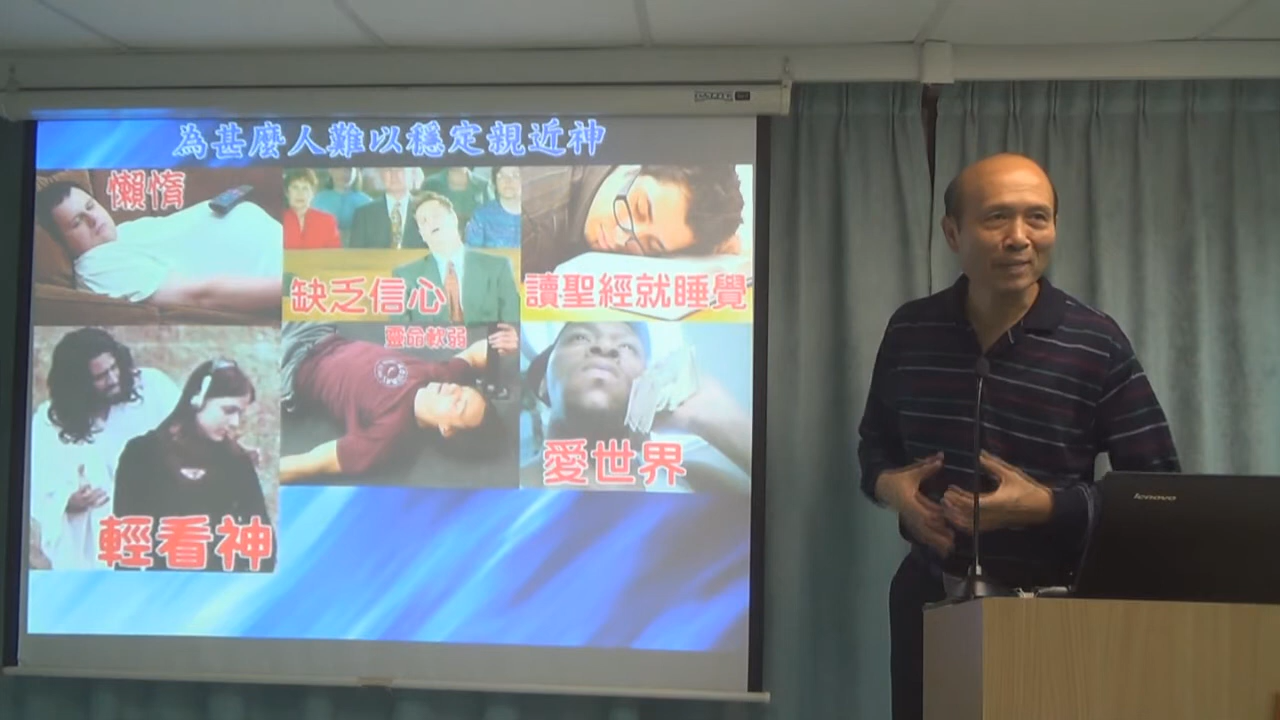 為甚麼人難以穩定親近神
懶惰
缺乏信心
讀聖經就睡覺
輕看神
靈命軟弱
愛世界
lenovo